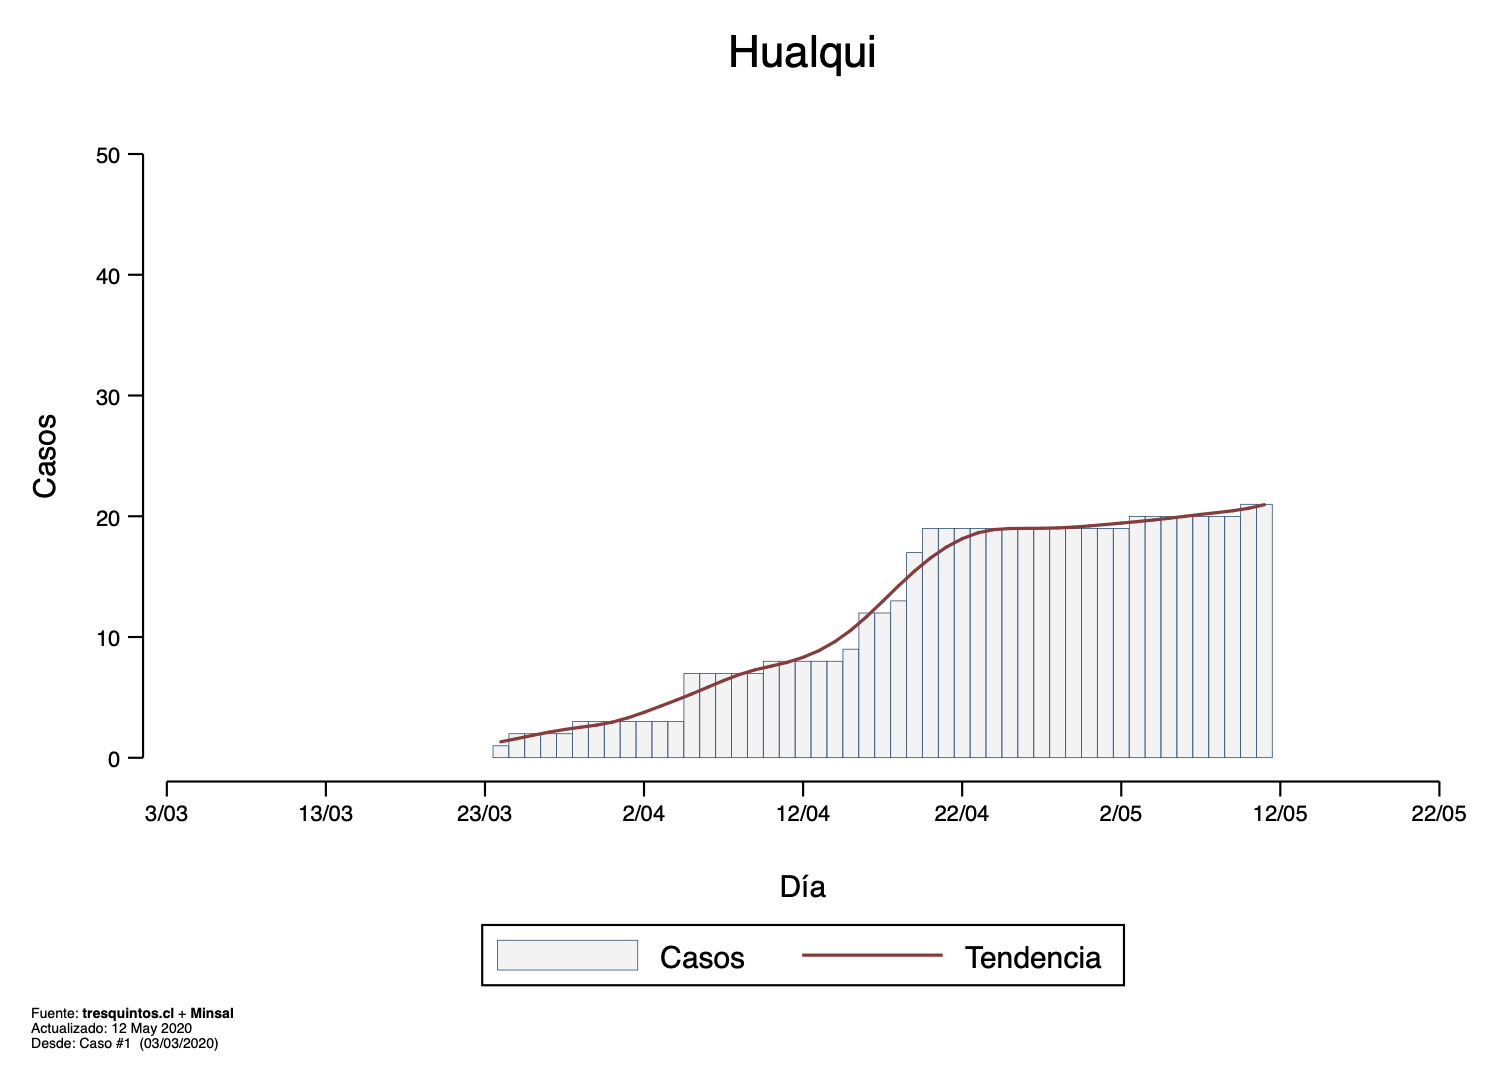 Hualqui
50
40
30
20
10
0
Casos
3/03 13/03 23/03 2/04 12/04 22/04 2/05 12/05 22/05
Día
Casos Tendencia
Fuente: tresquintos.cl + Minsal
Actualizado: 12 May 2020
Desde: Caso #1 (03/03/2020)